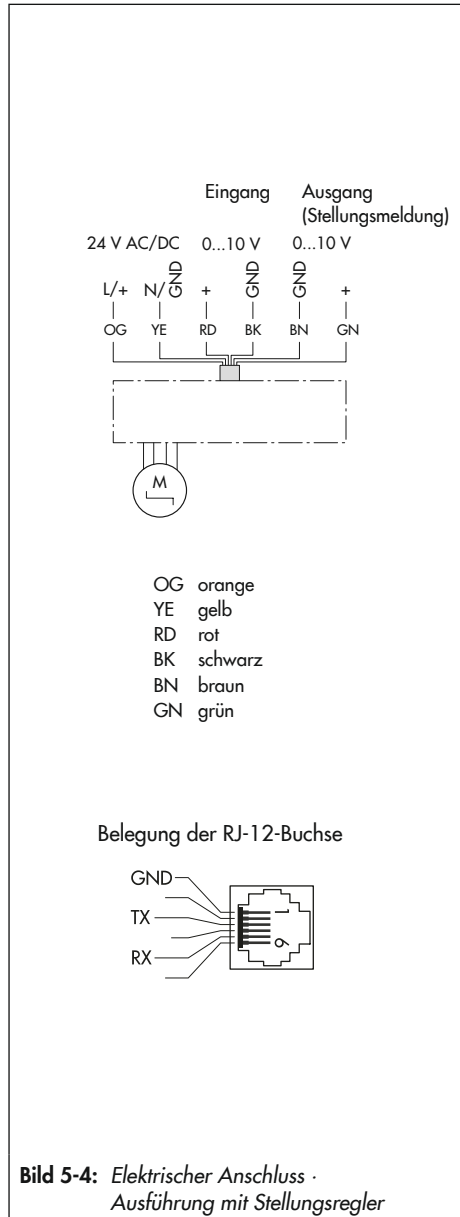 Eingang Ausgang
(Stellungsmeldung)
24 V AC/DC 0...10 V 0...10 V
L/+ N/ GND + GND GND +
OG YE RD BK BN GN
M
OG orange
YE gelb
RD rot
BK schwarz
BN braun
GN grün
Belegung der RJ-12-Buchse
GND
TX
RX
1
6
Bild 5-4: Elektrischer Anschluss ·
Ausführung mit Stellungsregler